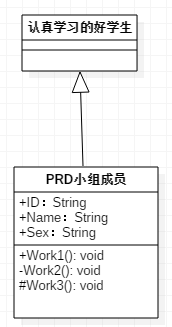 认真学习的好学生
PRD小组成员
+ID：String
+Name：String
+Sex：String
+Work1(): void
-Work2(): void
#Work3(): void